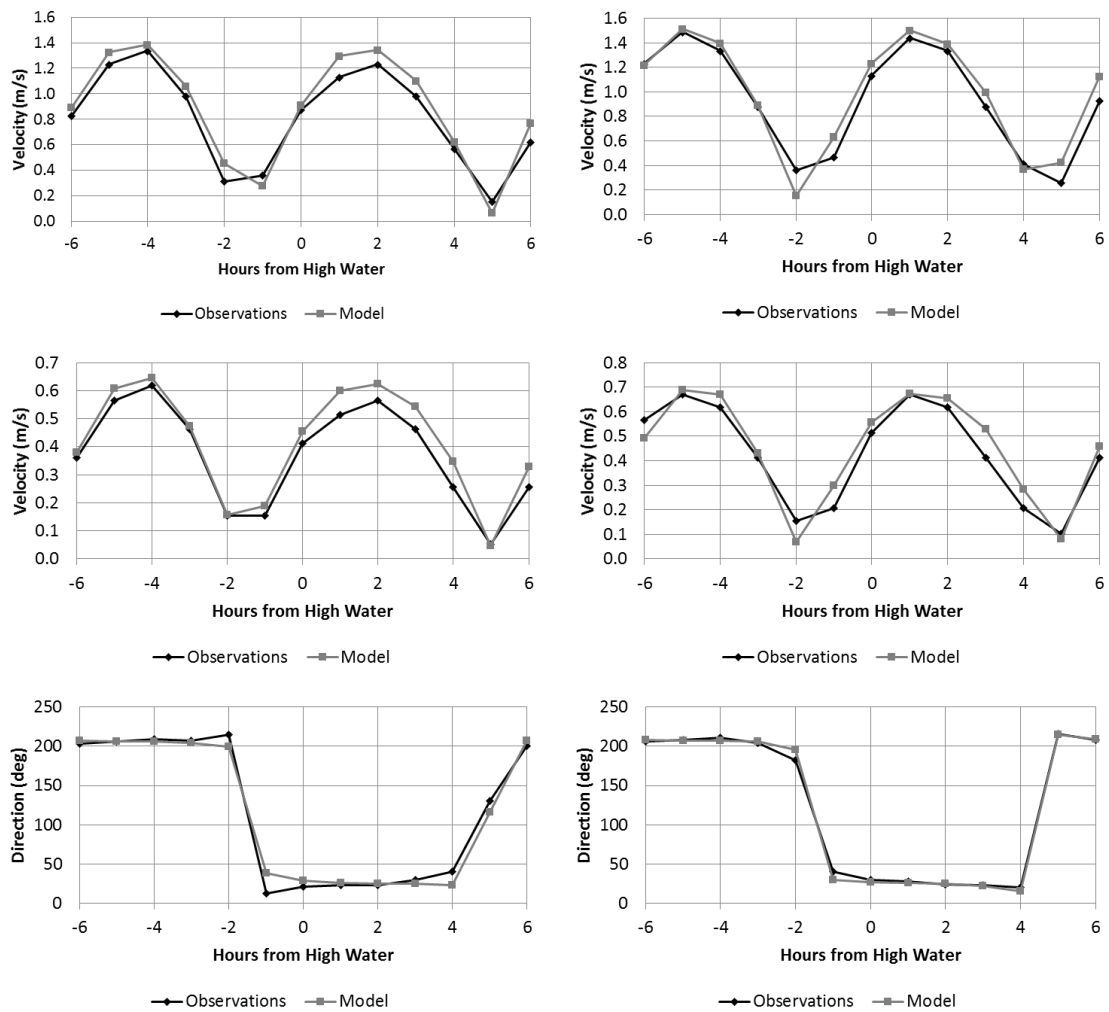 1.6
1.4
1.2
1.0
0.8
0.6
0.4
0.2
0.0
Velocity (m/s)
-6 -4 -2 0 2 4 6
Hours from High Water
Observations Model
1.6
1.4
1.2
1.0
0.8
0.6
0.4
0.2
0.0
Velocity (m/s)
-6 -4 -2 0 2 4 6
Hours from High Water
Observations Model
0.7
0.6
0.5
0.4
0.3
0.2
0.1
0.0
Velocity (m/s)
-6 -4 -2 0 2 4 6
Hours from High Water
Observations Model
0.8
0.7
0.6
0.5
0.4
0.3
0.2
0.1
0.0
Velocity (m/s)
-6 -4 -2 0 2 4 6
Hours from High Water
Observations Model
250
200
150
100
50
0
Direction (deg)
-6 -4 -2 0 2 4 6
Hours from High Water
Observations Model
250
200
150
100
50
0
Direction (deg)
-6 -4 -2 0 2 4 6
Hours from High Water
Observations Model